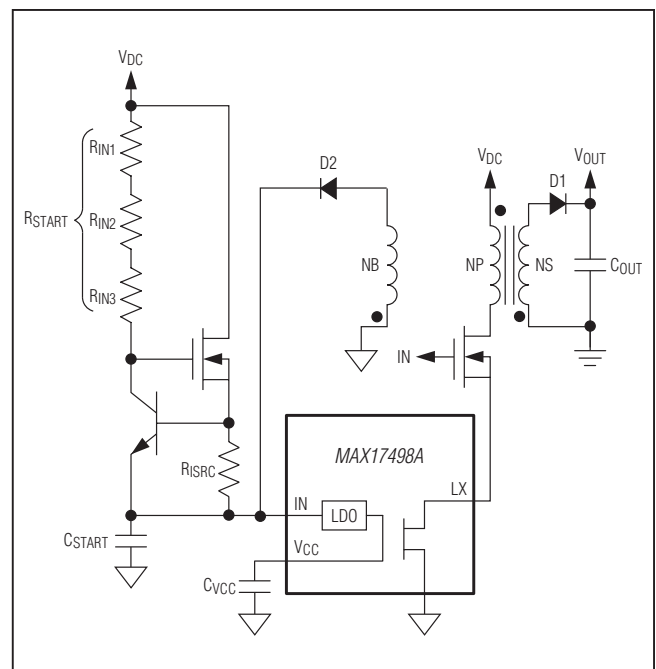 VDC
RIN1
RSTART
RIN2
RIN3
D2
NB
VDC
VOUT
D1
NP
NS
COUT
IN
RISRC
MAX17498A
LX
IN
LDO
CSTART
VCC
CVCC